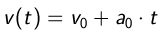 v(t) = v₀ + a₀ · t